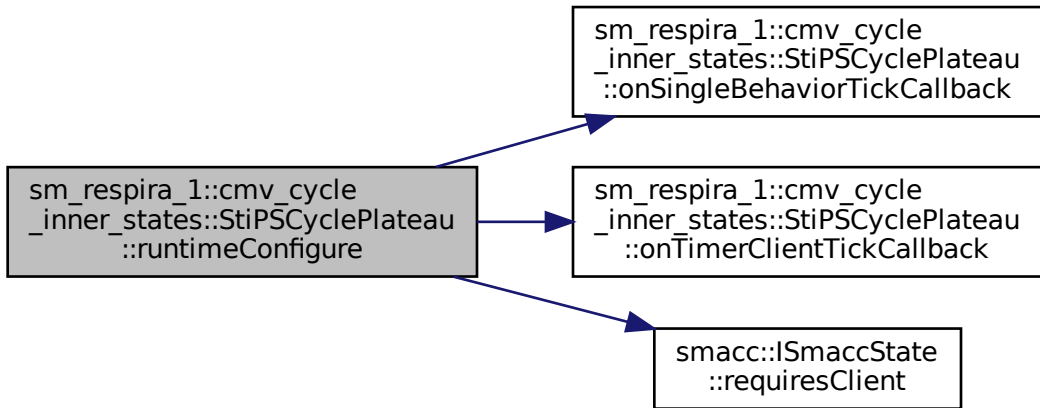 sm_respira_1::cmv_cycle
_inner_states::StiPSCyclePlateau
::runtimeConfigure
sm_respira_1::cmv_cycle
_inner_states::StiPSCyclePlateau
::onSingleBehaviorTickCallback
sm_respira_1::cmv_cycle
_inner_states::StiPSCyclePlateau
::onTimerClientTickCallback
smacc::ISmaccState
::requiresClient